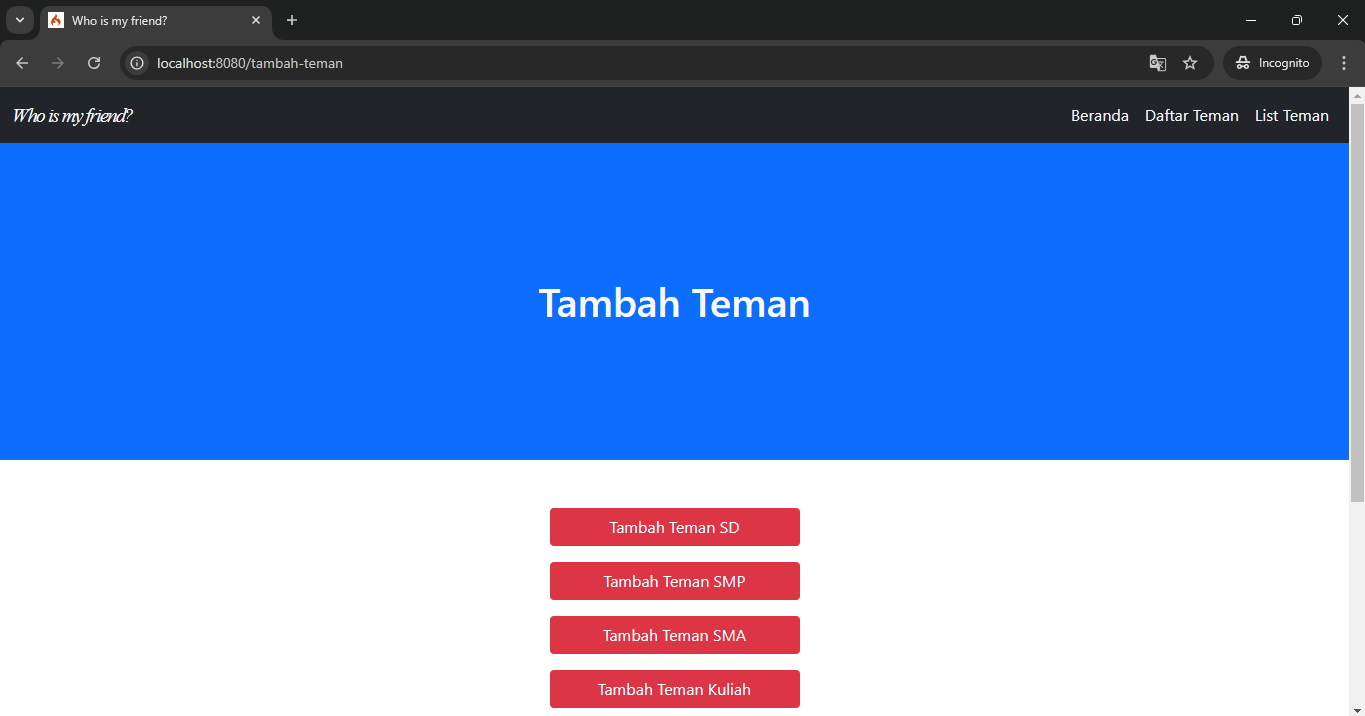 Who is my friend?
localhost:8080/tambah-teman
Incognito
Who is my friend?
Beranda Daftar Teman List Teman
Tambah Teman
Tambah Teman SD
Tambah Teman SMP
Tambah Teman SMA
Tambah Teman Kuliah